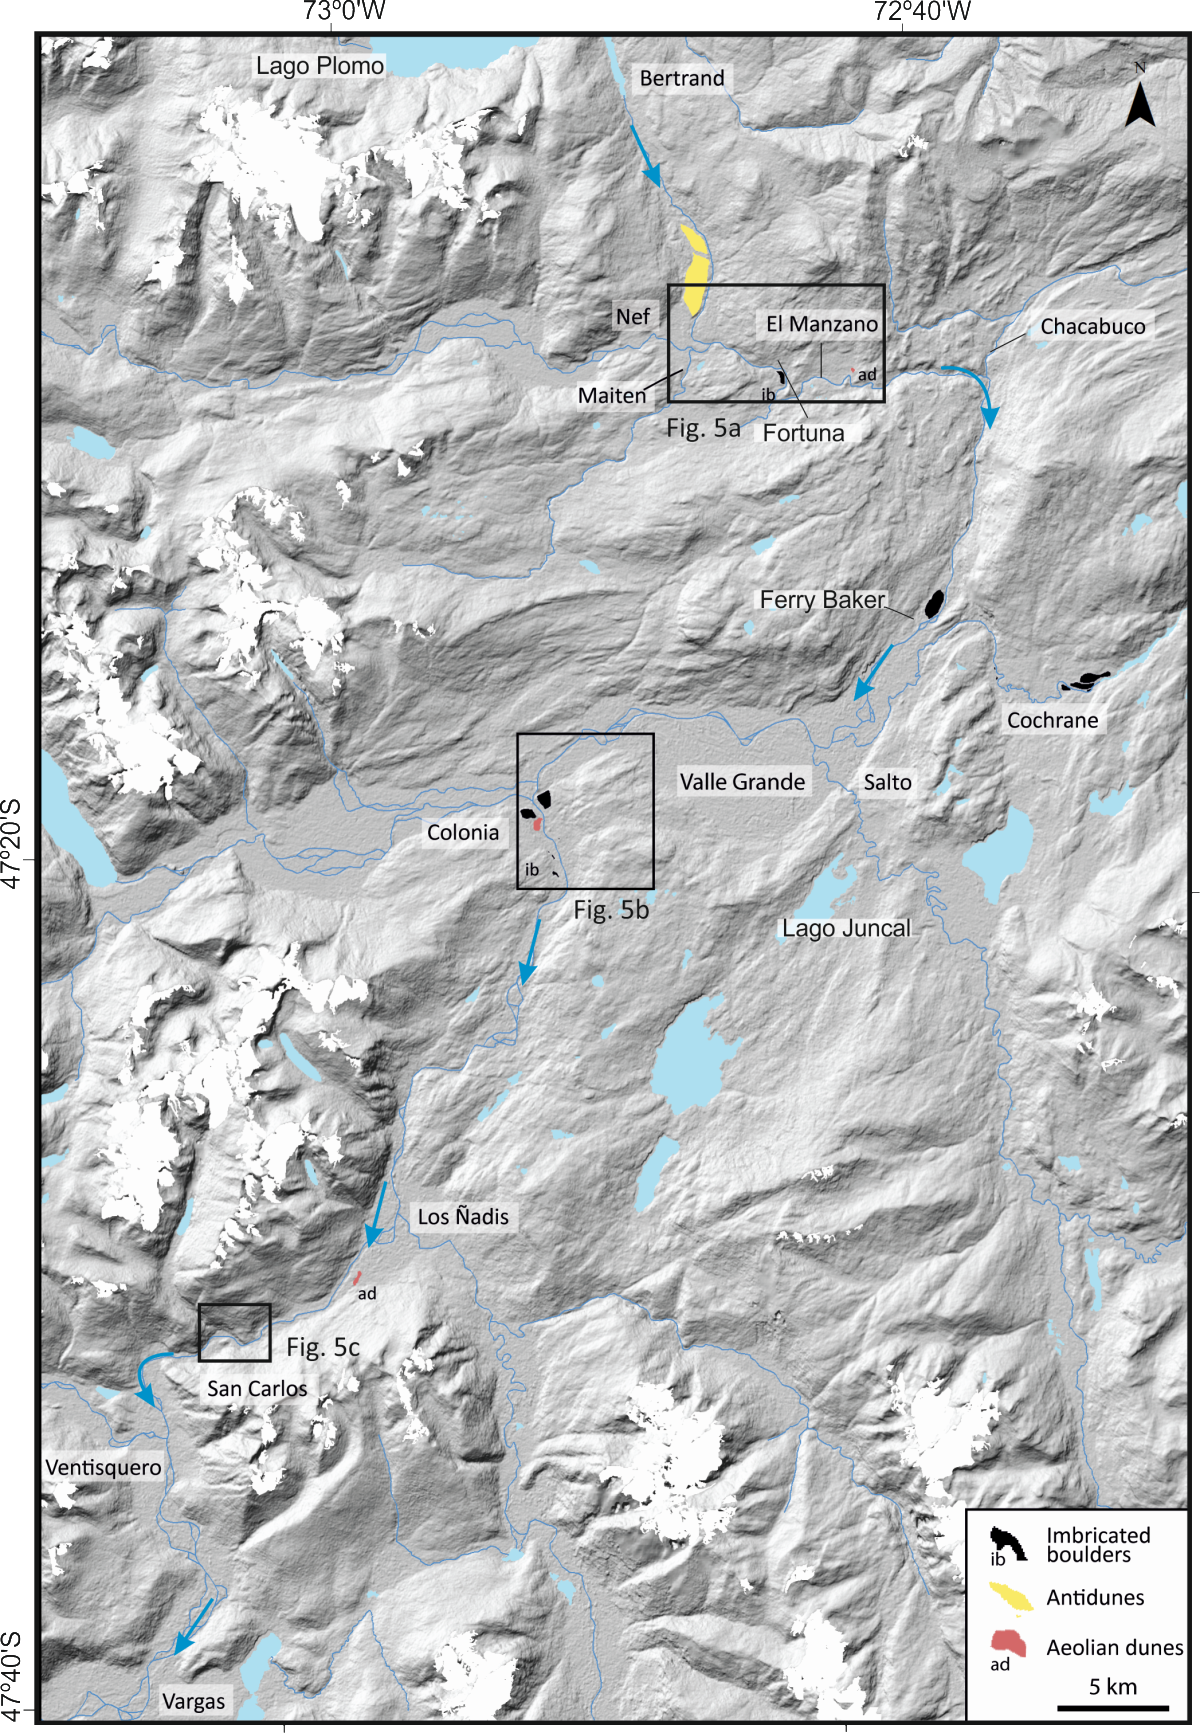 73°0'W
72°40'W
Lago Plomo
Bertrand
N
Nef
El Manzano
Chacabuco
ad
Maiten
ib
Fig. 5a
Fortuna
Ferry Baker
Cochrane
Valle Grande
Salto
47°20'S
Colonia
ib
Fig. 5b
Lago Juncal
Los Ñadis
ad
Fig. 5c
San Carlos
Ventisquero
Imbricated
boulders
ib
Antidunes
Aeolian dunes
ad
5 km
47°40'S
Vargas